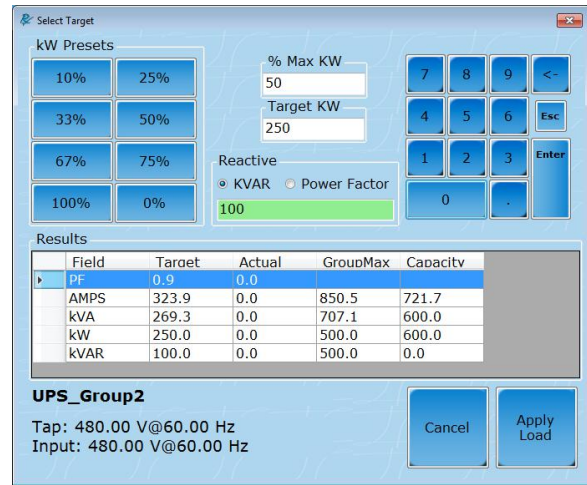 Select Target
kW Presets
10% 25%
33% 50%
67% 75%
100% 0%
% Max KW
50
Target KW
250
Reactive
KVAR Power Factor
100
7 8 9 <-
4 5 6 Esc
1 2 3 Enter
0 .
Results
Field Target Actual GroupMax Capacity
PF 0.9 0.0
AMPS 323.9 0.0 850.5 721.7
kVA 269.3 0.0 707.1 600.0
kW 250.0 0.0 500.0 600.0
kVAR 100.0 0.0 500.0 0.0
UPS_Group2
Tap: 480.00 V@60.00 Hz
Input: 480.00 V@60.00 Hz
Cancel
Apply
Load